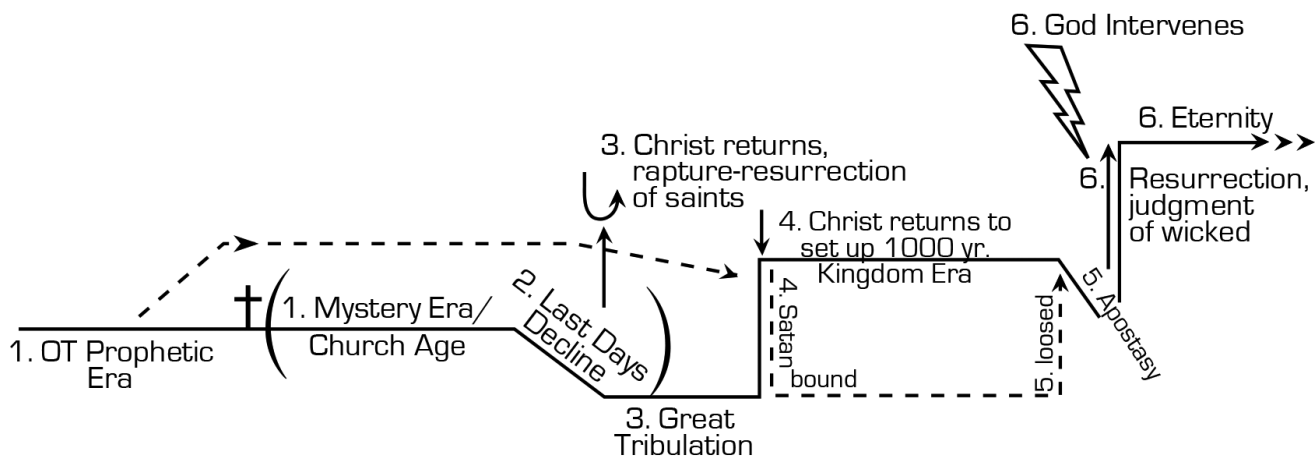 6. God Intervenes
6. Eternity
3. Christ returns,
rapture-resurrection
of saints
6.
Resurrection,
judgment
of wicked
4. Christ returns to
set up 1000 yr.
Kingdom Era
1. OT Prophetic
Era
1. Mystery Era/
Church Age
2. Last Days
Decline
3. Great
Tribulation
4. Satan
bound
5. loosed
5. Apostasy